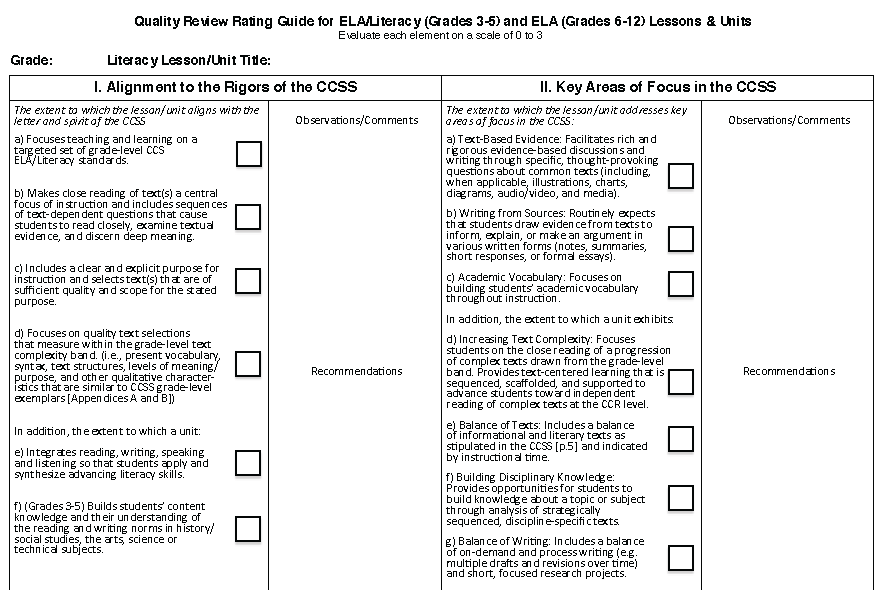 Quality Review Rating Guide for ELA/Literacy (Grades 3-5) and ELA (Grades 6-12) Lessons & Units
Evaluate each element on a scale of 0 to 3
Grade: Literacy Lesson/Unit Title:
I. Alignment to the Rigors of the CCSS
The extent to which the lesson/unit aligns with the
letter and spirit of the CCSS
a) Focuses teaching and learning on a
targeted set of grade-level CCS
ELA/Literacy standards.
b) Makes close reading of text(s) a central
focus of instruction and includes sequences
of text-dependent questions that cause
students to read closely, examine textual
evidence, and discern deep meaning.
c) Includes a clear and explicit purpose for
instruction and selects text(s) that are of
sufficient quality and scope for the stated
purpose.
d) Focuses on quality text selections
that measure within the grade-level text
complexity band. (i.e., present vocabulary,
syntax, text structures, levels of meaning/
purpose, and other qualitative character-
istics that are similar to CCSS grade-level
exemplars [Appendices A and B])
In addition, the extent to which a unit:
e) Integrates reading, writing, speaking
and listening so that students apply and
synthesize advancing literacy skills.
f) (Grades 3-5) Builds students' content
knowledge and their understanding of
the reading and writing norms in history/
social studies, the arts, science or
technical subjects.
Observations/Comments
Recommendations
II. Key Areas of Focus in the CCSS
The extent to which the lesson/unit addresses key
areas of focus in the CCSS:
a) Text-Based Evidence: Facilitates rich and
rigorous evidence-based discussions and
writing through specific, thought-provoking
questions about common texts (including,
when applicable, illustrations, charts,
diagrams, audio/video, and media).
b) Writing from Sources: Routinely expects
that students draw evidence from texts to
inform, explain, or make an argument in
various written forms (notes, summaries,
short responses, or formal essays).
c) Academic Vocabulary: Focuses on
building students' academic vocabulary
throughout instruction.
In addition, the extent to which a unit exhibits:
d) Increasing Text Complexity: Focuses
students on the close reading of a progression
of complex texts drawn from the grade-level
band. Provides text-centered learning that is
sequenced, scaffolded, and supported to
advance students toward independent
reading of complex texts at the CCR level.
e) Balance of Texts: Includes a balance
of informational and literary texts as
stipulated in the CCSS [p.5] and indicated
by instructional time.
f) Building Disciplinary Knowledge:
Provides opportunities for students to
build knowledge about a topic or subject
through analysis of strategically
sequenced, discipline-specific texts.
g) Balance of Writing: Includes a balance
of on-demand and process writing (e.g.
multiple drafts and revisions over time)
and short, focused research projects.
Observations/Comments
Recommendations